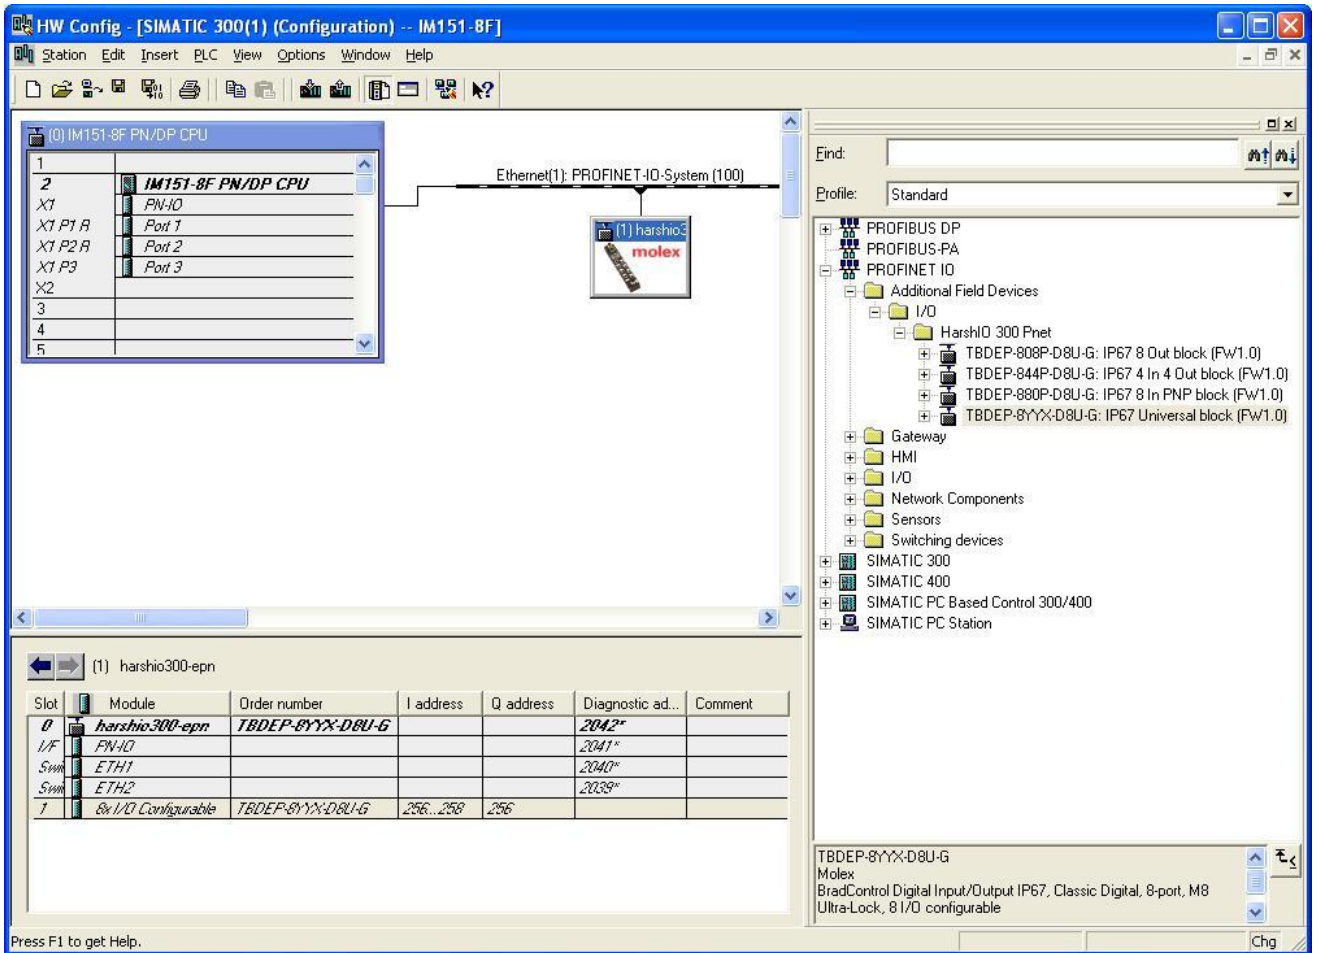 HW Config - [SIMATIC 300(1) (Configuration) -- IM151-8F]
Station Edit Insert PLC View Options Window Help
(0) IM151-8F PN/DP CPU
1
2 IM151-8F PN/DP CPU
X1 PN-IO
X1 P1 R Port 1
X1 P2 R Port 2
X1 P3 Port 3
X2
3
4
5
Ethernet(1): PROFINET-IO-System (100)
(1) harshio3
molex
Find:
Profile: Standard
PROFIBUS DP
PROFIBUS-PA
PROFINET IO
Additional Field Devices
I/O
HarshIO 300 Pnet
TBDEP-808P-D8U-G: IP67 8 Out block (FW1.0)
TBDEP-844P-D8U-G: IP67 4 In 4 Out block (FW1.0)
TBDEP-880P-D8U-G: IP67 8 In PNP block (FW1.0)
TBDEP-8YYX-D8U-G: IP67 Universal block (FW1.0)
Gateway
HMI
I/O
Network Components
Sensors
Switching devices
SIMATIC 300
SIMATIC 400
SIMATIC PC Based Control 300/400
SIMATIC PC Station
(1) harshio300-epn
Slot Module Order number I address Q address Diagnostic ad... Comment
0 harshio300-epn TBDEP-8YYX-D8U-G 2042*
I/F PN-IO 2041*
Swi ETH1 2040*
Swi ETH2 2039*
1 8x I/O Configurable TBDEP-8YYX-D8U-G 256...258 256
TBDEP-8YYX-D8U-G
Molex
BradControl Digital Input/Output IP67, Classic Digital, 8-port, M8
Ultra-Lock, 8 I/O configurable
Press F1 to get Help.
Chg